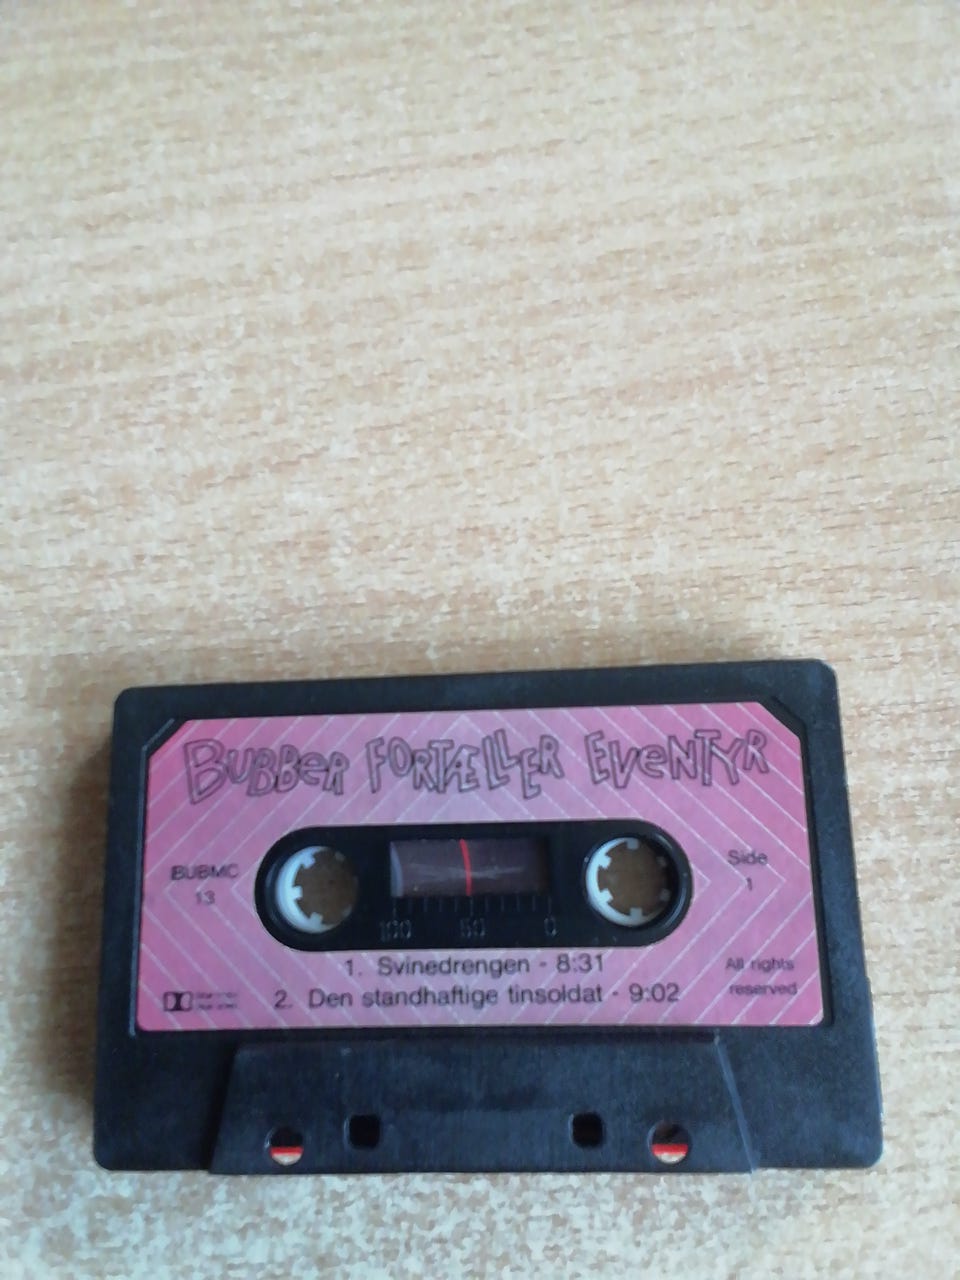 BUBBER FORTÆLLER EVENTYR
BUBMC
13
Side
1
100 50 0
1. Svinedrengen - 8:31
2. Den standhaftige tinsoldat - 9:02
All rights
reserved